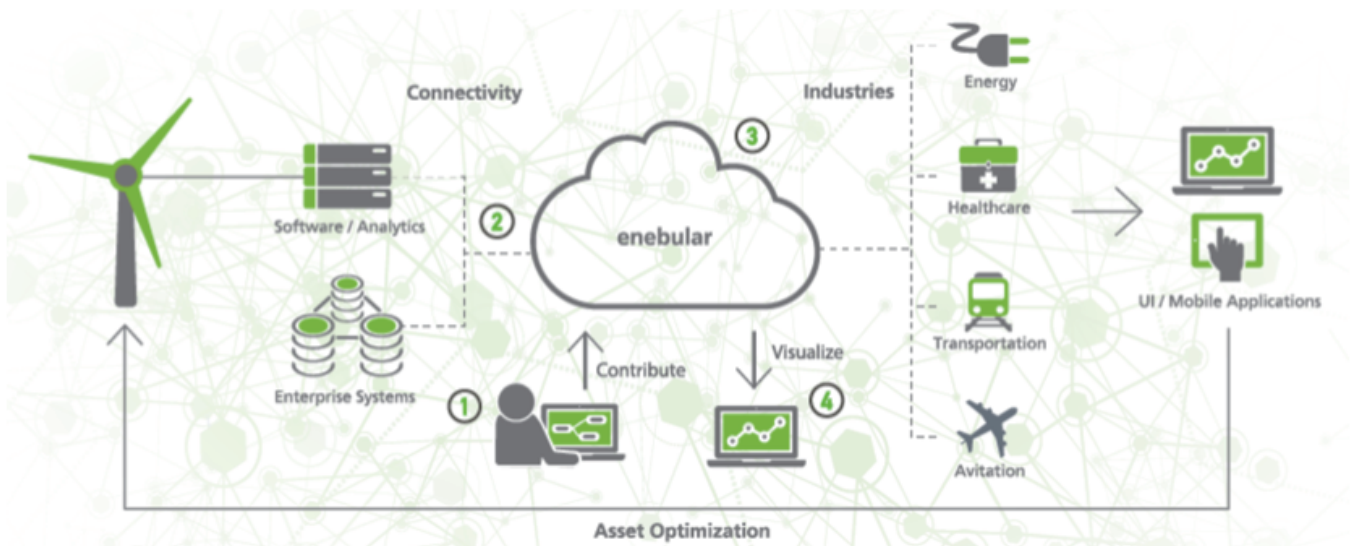 Connectivity
Industries
Energy
3
Software / Analytics
2
enebular
Healthcare
UI / Mobile Applications
Enterprise Systems
Contribute
Visualize
Transportation
1
4
Avitation
Asset Optimization